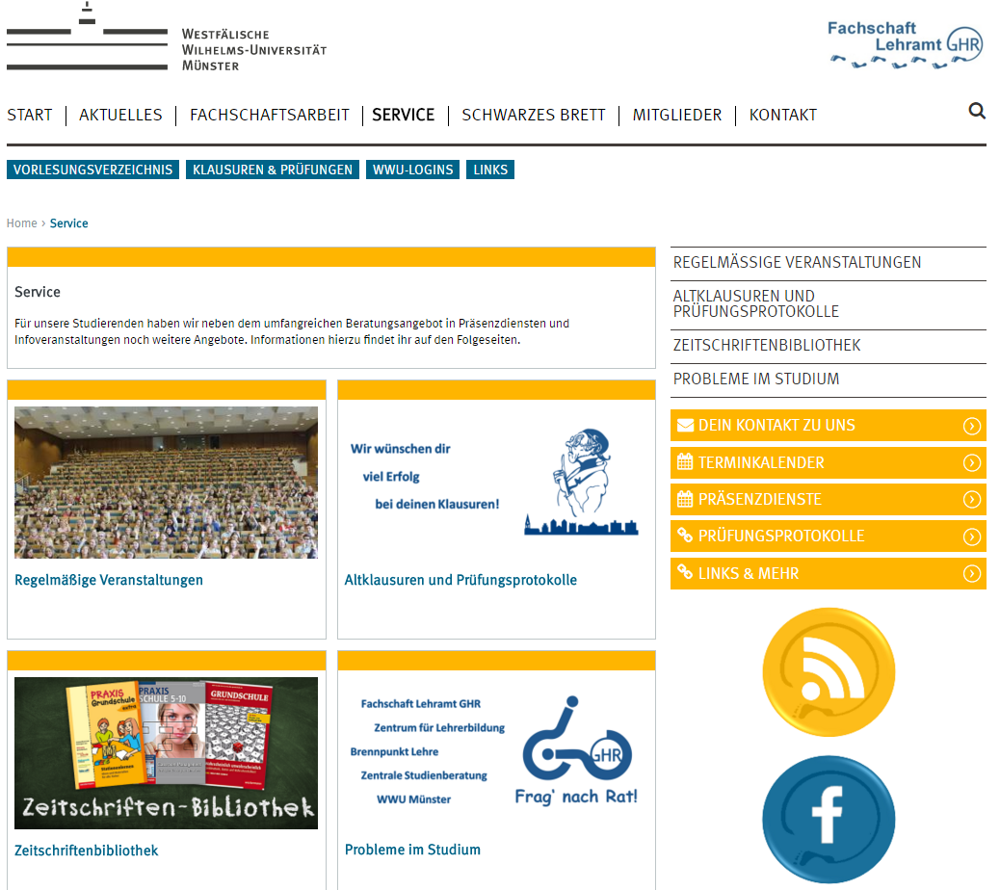 WESTFÄLISCHE
WILHELMS-UNIVERSITÄT
MÜNSTER
Fachschaft
Lehramt GHR
START
AKTUELLES
FACHSCHAFTSARBEIT
SERVICE
SCHWARZES BRETT
MITGLIEDER
KONTAKT
VORLESUNGSVERZEICHNIS
KLAUSUREN & PRÜFUNGEN
WWU-LOGINS
LINKS
Home › Service
Service
Für unsere Studierenden haben wir neben dem umfangreichen Beratungsangebot in Präsenzdiensten und
Infoveranstaltungen noch weitere Angebote. Informationen hierzu findet ihr auf den Folgeseiten.
Regelmäßige Veranstaltungen
Wir wünschen dir
viel Erfolg
bei deinen Klausuren!
Altklausuren und Prüfungsprotokolle
PRAXIS
Grundschule
extra
PRAXIS
SCHULE 5-10
GRUNDSCHULE
Zeitschriften-Bibliothek
Zeitschriftenbibliothek
Fachschaft Lehramt GHR
Zentrum für Lehrerbildung
Brennpunkt Lehre
Zentrale Studienberatung
WWU Münster
GHR
Frag' nach Rat!
Probleme im Studium
REGELMÄSSIGE VERANSTALTUNGEN
ALTKLAUSUREN UND
PRÜFUNGSPROTOKOLLE
ZEITSCHRIFTENBIBLIOTHEK
PROBLEME IM STUDIUM
DEIN KONTAKT ZU UNS
TERMINKALENDER
PRÄSENZDIENSTE
PRÜFUNGSPROTOKOLLE
LINKS & MEHR